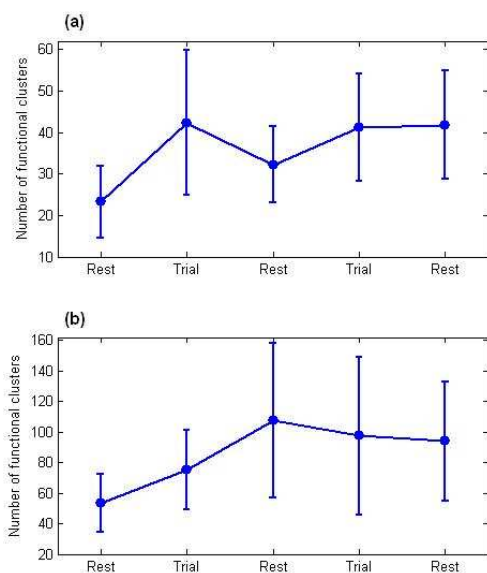 (a)
Number of functional clusters
60
50
40
30
20
10
Rest Trial Rest Trial Rest
(b)
Number of functional clusters
160
140
120
100
80
60
40
20
Rest Trial Rest Trial Rest